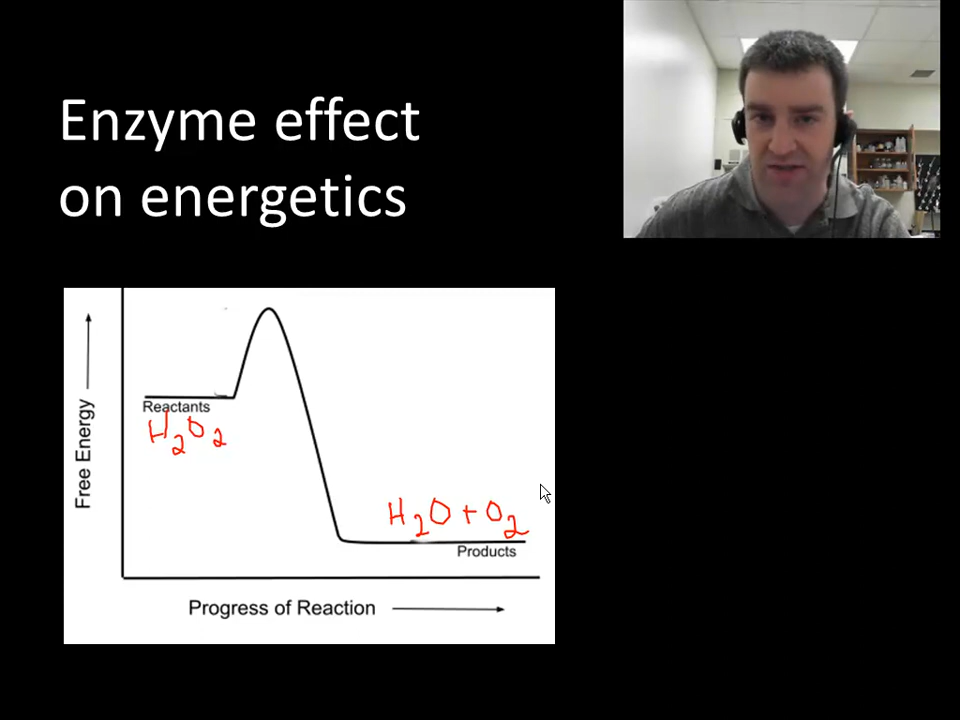 Enzyme effect
on energetics
Free Energy
Reactants
H2O2
H2O + O2
Products
Progress of Reaction